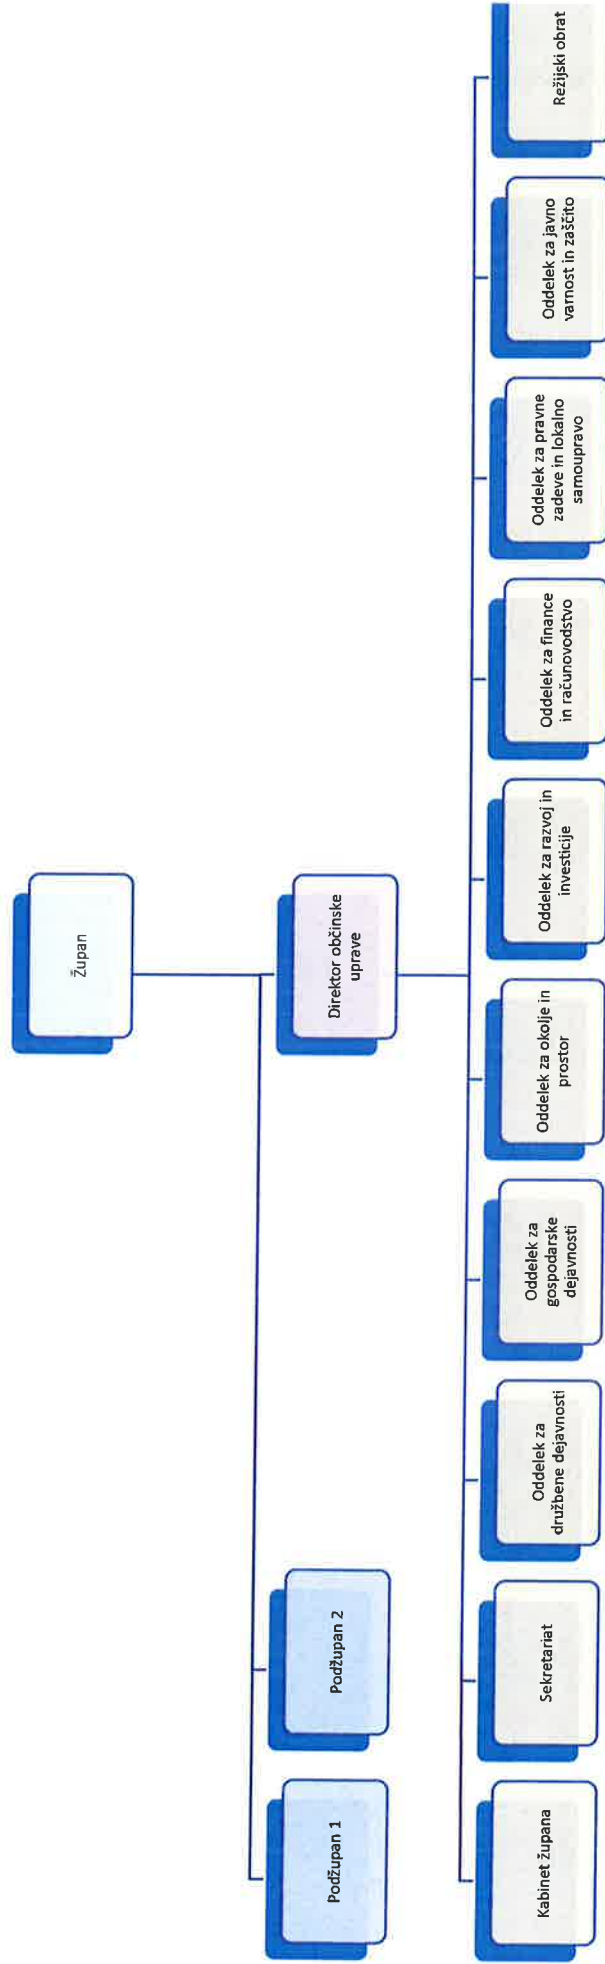 Župan
Podžupan 1
Podžupan 2
Direktor občinske
uprave
Kabinet župana
Sekretariat
Oddelek za
družbene dejavnosti
Oddelek za
gospodarske
dejavnosti
Oddelek za okolje in
prostor
Oddelek za razvoj in
investicije
Oddelek za finance
in računovodstvo
Oddelek za pravne
zadeve in lokalno
samoupravo
Oddelek za javno
varnost in zaščito
Režijski obrat